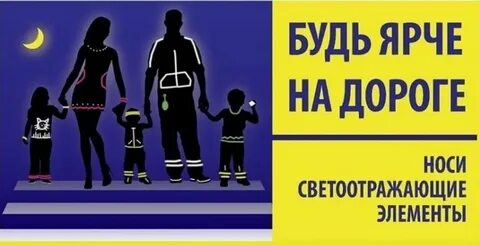 БУДЬ ЯРЧЕ
НА ДОРОГЕ
НОСИ
СВЕТООТРАЖАЮЩИЕ
ЭЛЕМЕНТЫ